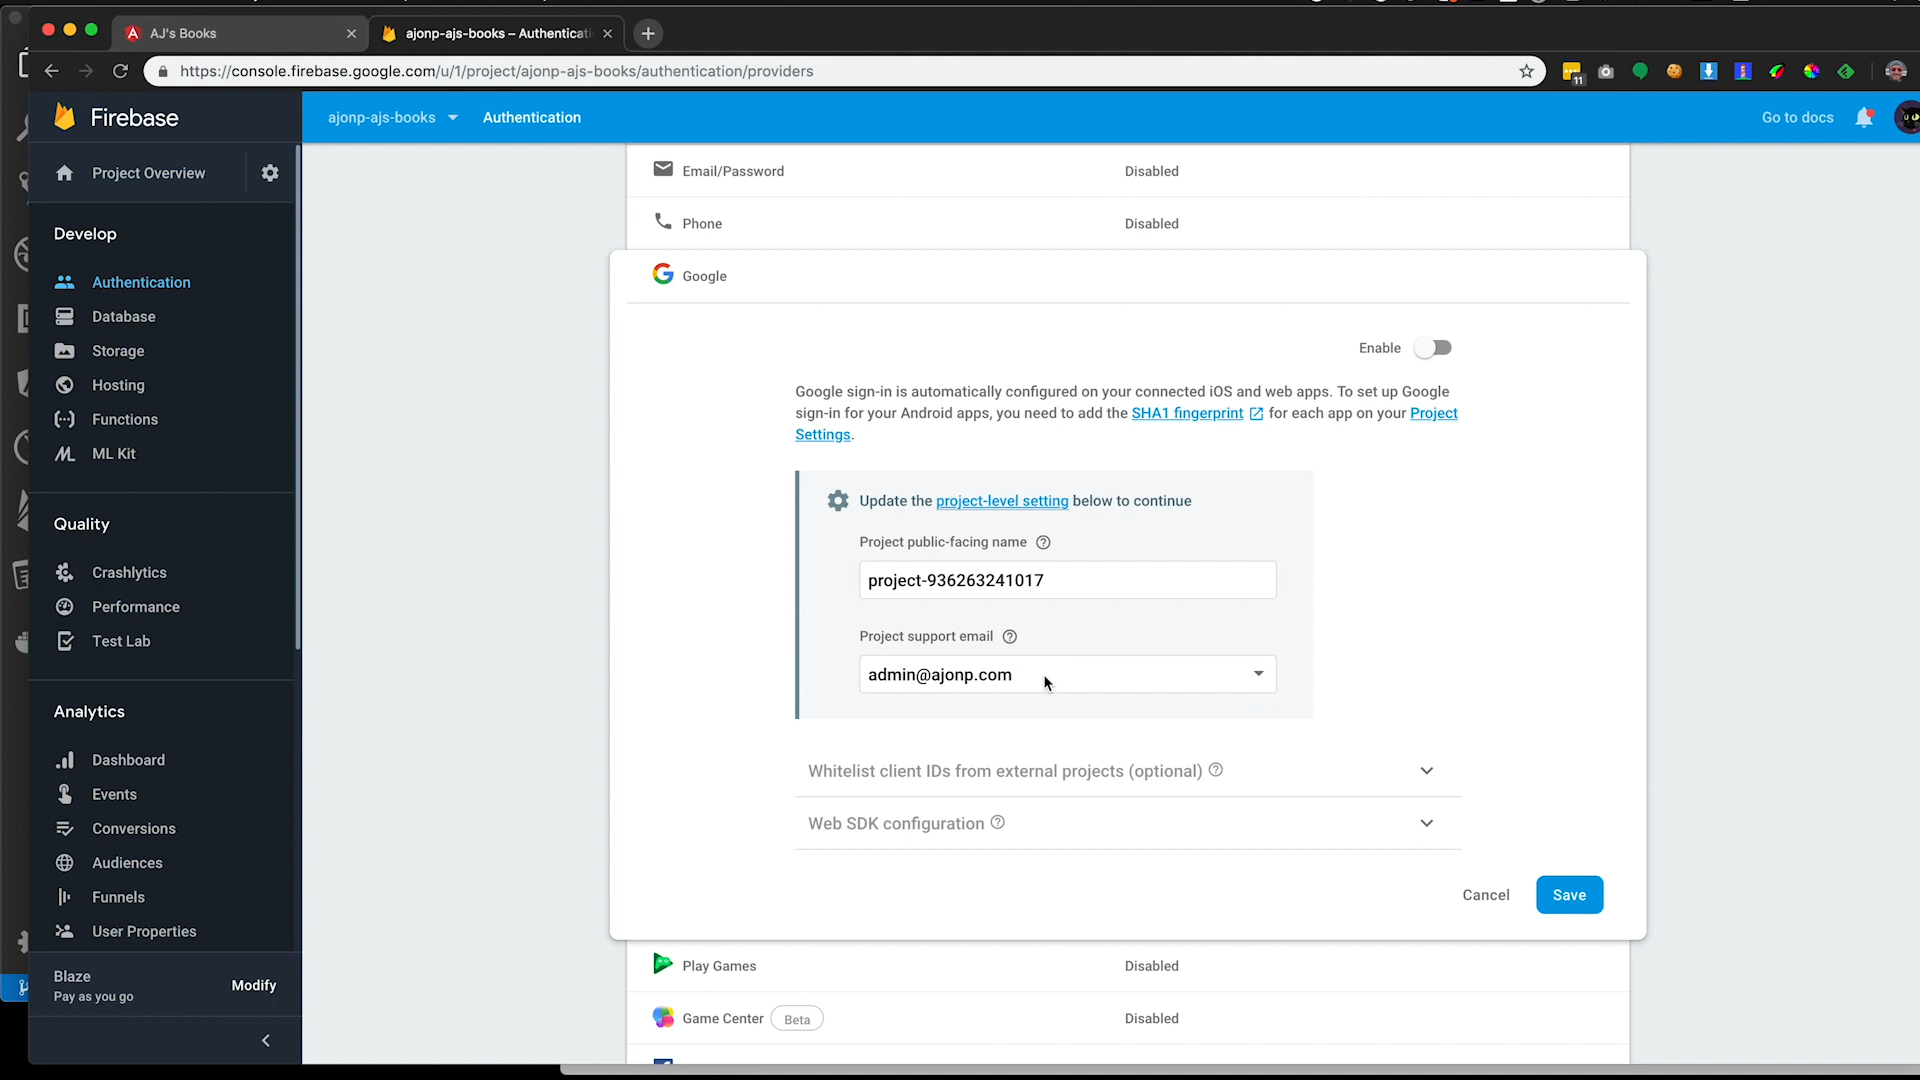 AJ's Books
ajonp-ajs-books – Authenticati
https://console.firebase.google.com/u/1/project/ajonp-ajs-books/authentication/providers
11
Firebase
ajonp-ajs-books
Authentication
Go to docs
Project Overview
Develop
Authentication
Database
Storage
Hosting
Functions
ML Kit
Quality
Crashlytics
Performance
Test Lab
Analytics
Dashboard
Events
Conversions
Audiences
Funnels
User Properties
Blaze
Pay as you go
Modify
Email/Password Disabled
Phone Disabled
Google
Enable
Google sign-in is automatically configured on your connected iOS and web apps. To set up Google
sign-in for your Android apps, you need to add the SHA1 fingerprint for each app on your Project
Settings.
Update the project-level setting below to continue
Project public-facing name
project-936263241017
Project support email
admin@ajonp.com
Whitelist client IDs from external projects (optional)
Web SDK configuration
Cancel
Save
Play Games Disabled
Game Center Beta Disabled